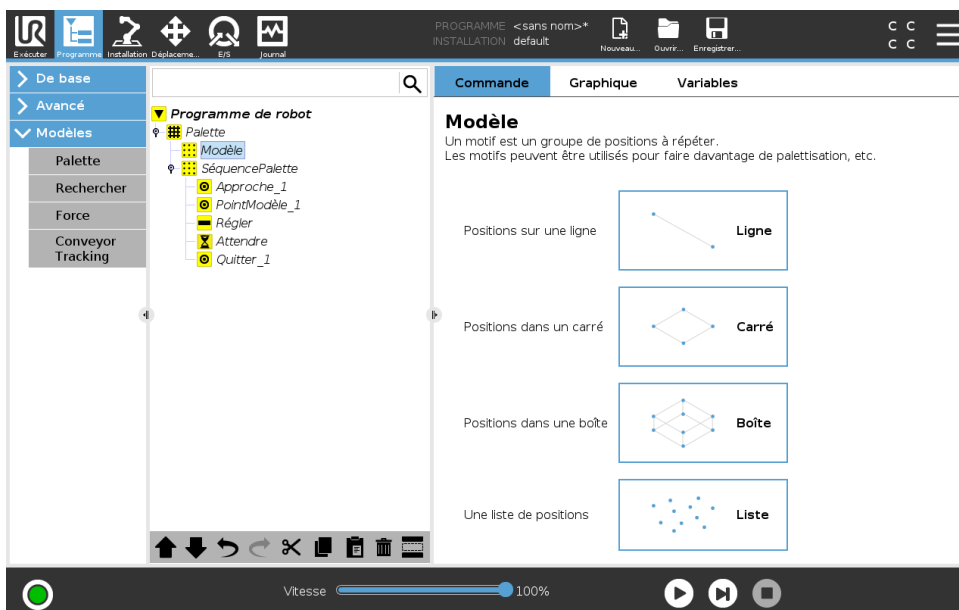 PROGRAMME <sans nom>*
INSTALLATION default
UR
Exécuter
Programme
Installation
Déplaceme...
E/S
Journal
Nouveau...
Ouvrir...
Enregistrer...
C C
C C
De base
Avancé
Modèles
Palette
Rechercher
Force
Conveyor
Tracking
Programme de robot
Palette
Modèle
SéquencePalette
Approche_1
PointModèle_1
Régler
Attendre
Quitter_1
Commande
Graphique
Variables
Modèle
Un motif est un groupe de positions à répéter.
Les motifs peuvent être utilisés pour faire davantage de palettisation, etc.
Positions sur une ligne
Ligne
Positions dans un carré
Carré
Positions dans une boîte
Boîte
Une liste de positions
Liste
Vitesse
100%